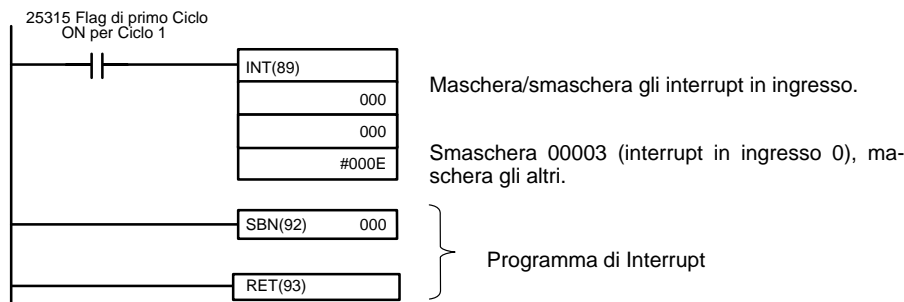 25315 Flag di primo Ciclo
ON per Ciclo 1
INT(89)
000
000
#000E
Maschera/smaschera gli interrupt in ingresso.
Smaschera 00003 (interrupt in ingresso 0), ma-
schera gli altri.
SBN(92) 000
Programma di Interrupt
RET(93)